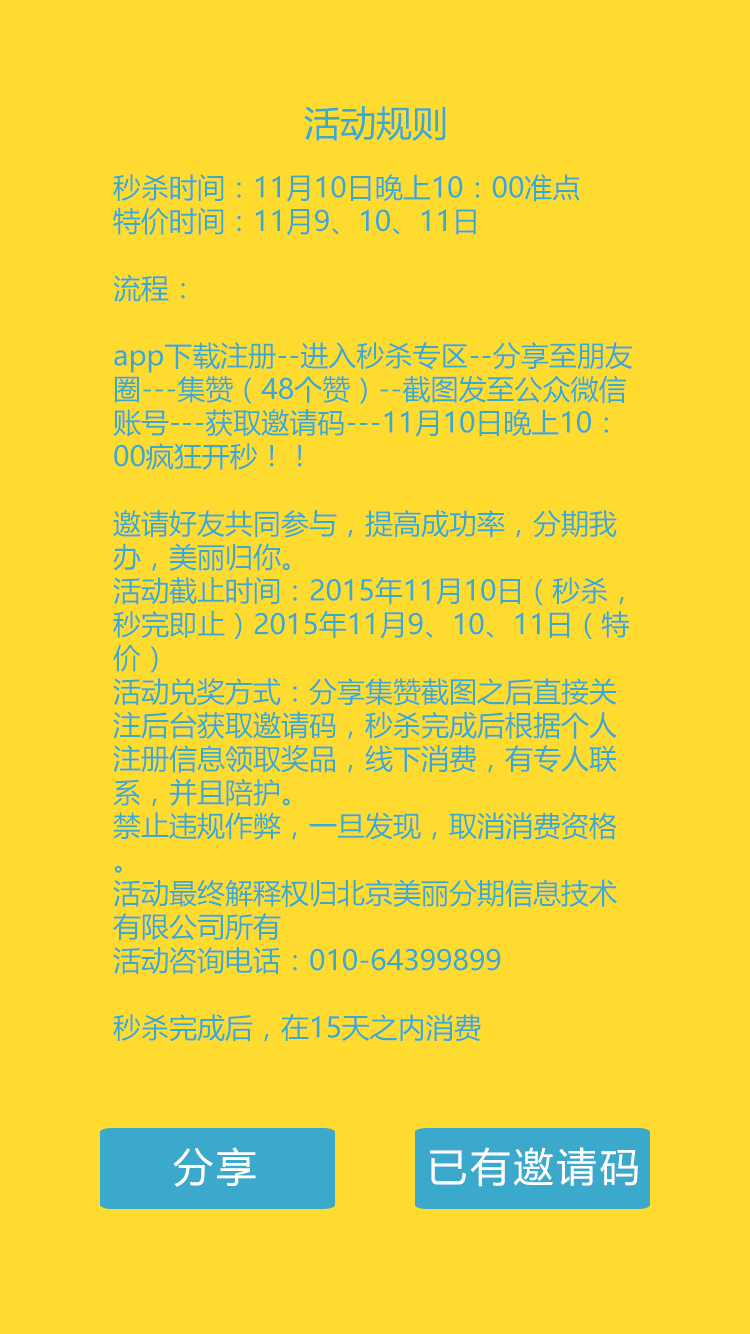 活动规则
秒杀时间：11月10日晚上10：00准点
特价时间：11月9、10、11日
流程：
app下载注册--进入秒杀专区--分享至朋友
圈---集赞（48个赞）--截图发至公众微信
账号---获取邀请码---11月10日晚上10：
00疯狂开秒！！
邀请好友共同参与，提高成功率，分期我
办，美丽归你。
活动截止时间：2015年11月10日（秒杀，
秒完即止）2015年11月9、10、11日（特
价）
活动兑奖方式：分享集赞截图之后直接关
注后台获取邀请码，秒杀完成后根据个人
注册信息领取奖品，线下消费，有专人联
系，并且陪护。
禁止违规作弊，一旦发现，取消消费资格
。
活动最终解释权归北京美丽分期信息技术
有限公司所有
活动咨询电话：010-64399899
秒杀完成后，在15天之内消费
分享
已有邀请码